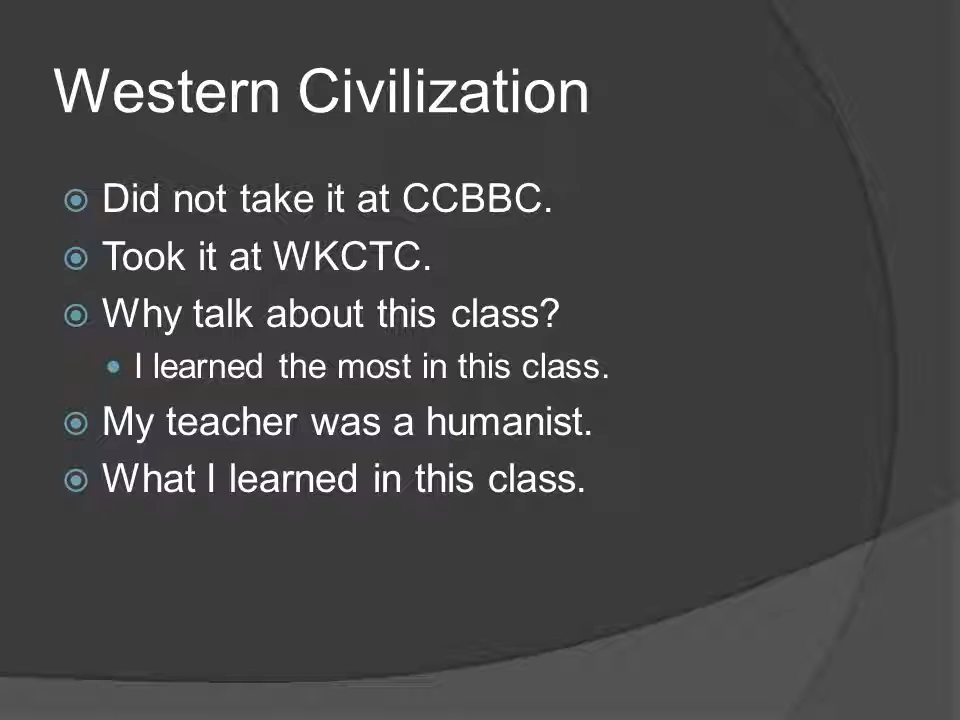 Western Civilization
Did not take it at CCBBC.
Took it at WKCTC.
Why talk about this class?
I learned the most in this class.
My teacher was a humanist.
What I learned in this class.